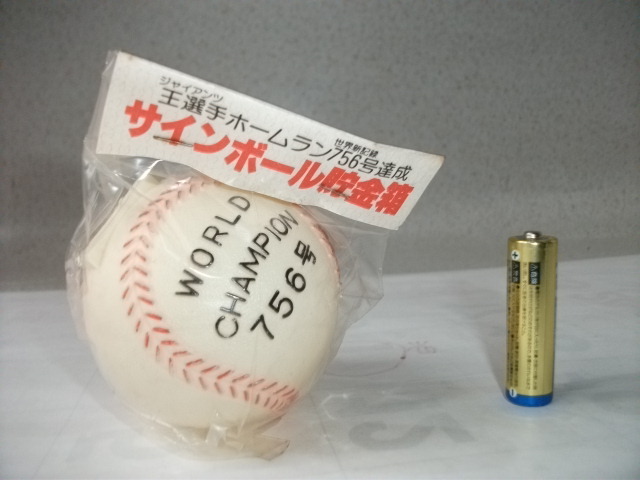 ジャイアンツ 世界新記録
王選手ホームラン756号達成
サインボール貯金箱
WORLD
CHAMPION
756号